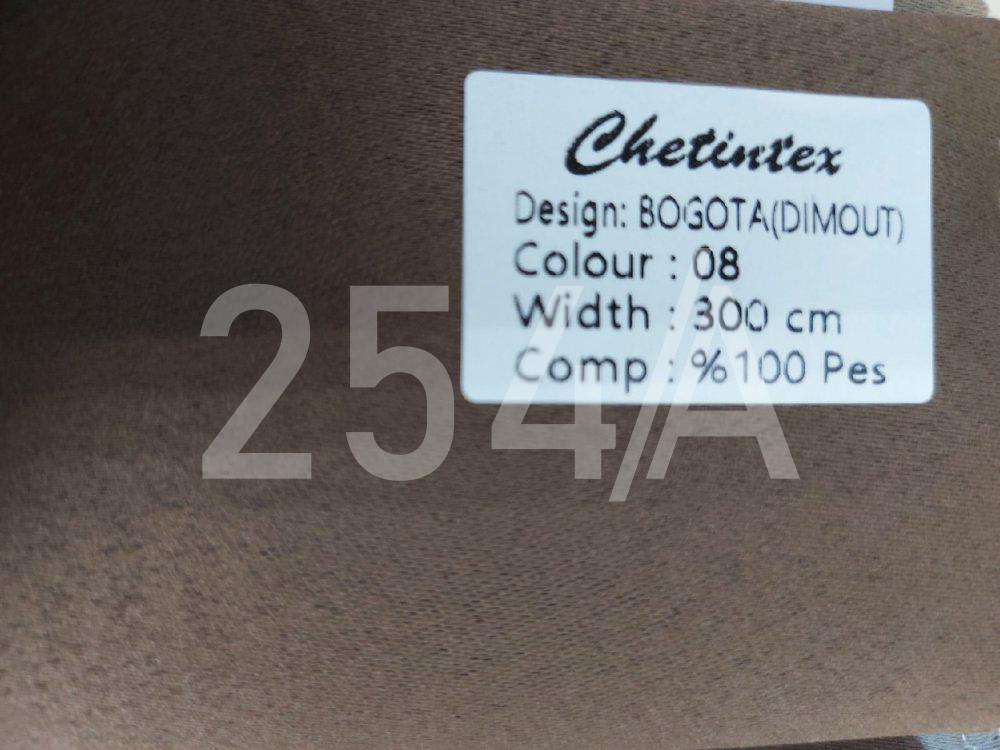 Chetintex
Design: BOGOTA(DIMOUT)
Colour : 08
Width : 300 cm
Comp : %100 Pes
254/A